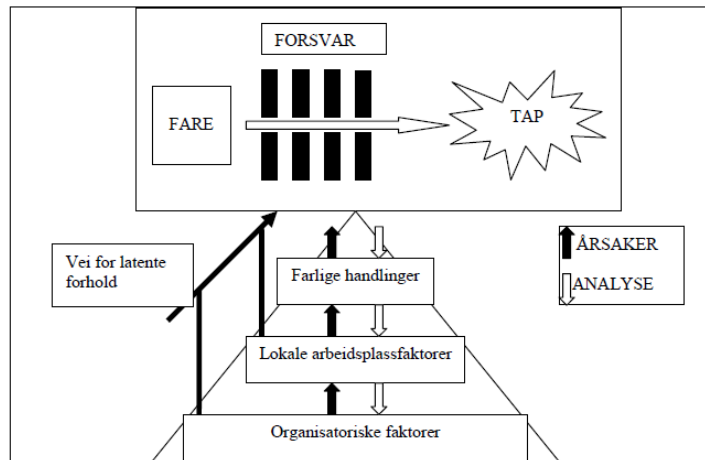 FORSVAR
FARE
TAP
Vei for latente
forhold
ÅRSAKER
ANALYSE
Farlige handlinger
Lokale arbeidsplassfaktorer
Organisatoriske faktorer